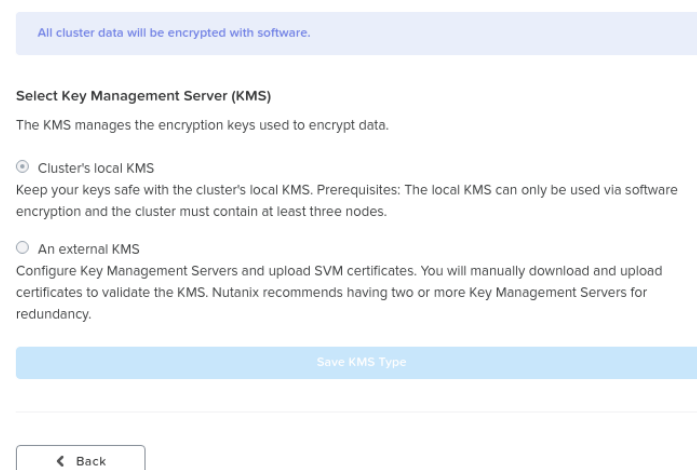 All cluster data will be encrypted with software.
Select Key Management Server (KMS)
The KMS manages the encryption keys used to encrypt data.
Cluster's local KMS
Keep your keys safe with the cluster's local KMS. Prerequisites: The local KMS can only be used via software
encryption and the cluster must contain at least three nodes.
An external KMS
Configure Key Management Servers and upload SVM certificates. You will manually download and upload
certificates to validate the KMS. Nutanix recommends having two or more Key Management Servers for
redundancy.
Save KMS Type
Back